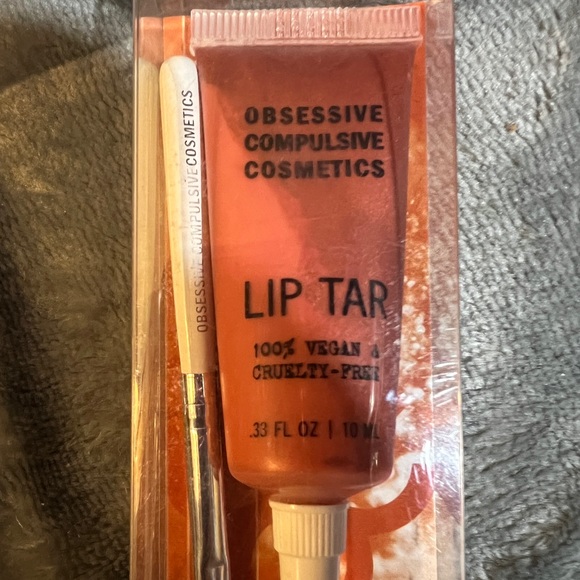 OBSESSIVE
COMPULSIVE
COSMETICS
LIP TAR
100% VEGAN &
CRUELTY-FREE
.33 FL OZ | 10 ML
OBSESSIVE COMPULSIVE COSMETICS